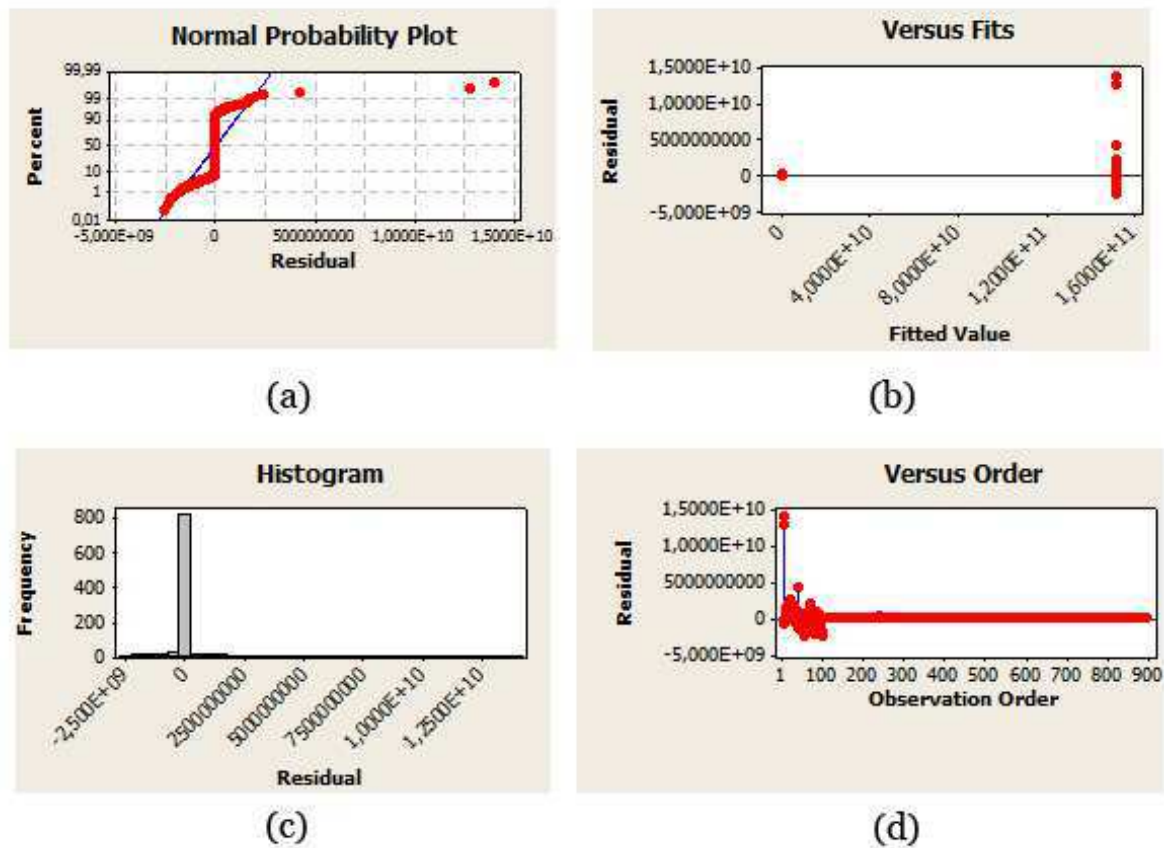 Normal Probability Plot
Percent
99,99
99
90
50
10
1
0,01
-5,000E+09 0 5000000000 1,0000E+10 1,5000E+10
Residual
(a)
Versus Fits
Residual
1,5000E+10
1,0000E+10
5000000000
0
-5,000E+09
0 4,0000E+10 8,0000E+10 1,2000E+11 1,6000E+11
Fitted Value
(b)
Histogram
Frequency
800
600
400
200
0
-2,500E+09 0 2500000000 5000000000 7500000000 1,0000E+10 1,2500E+10
Residual
(c)
Versus Order
Residual
1,5000E+10
1,0000E+10
5000000000
0
-5,000E+09
1 100 200 300 400 500 600 700 800 900
Observation Order
(d)